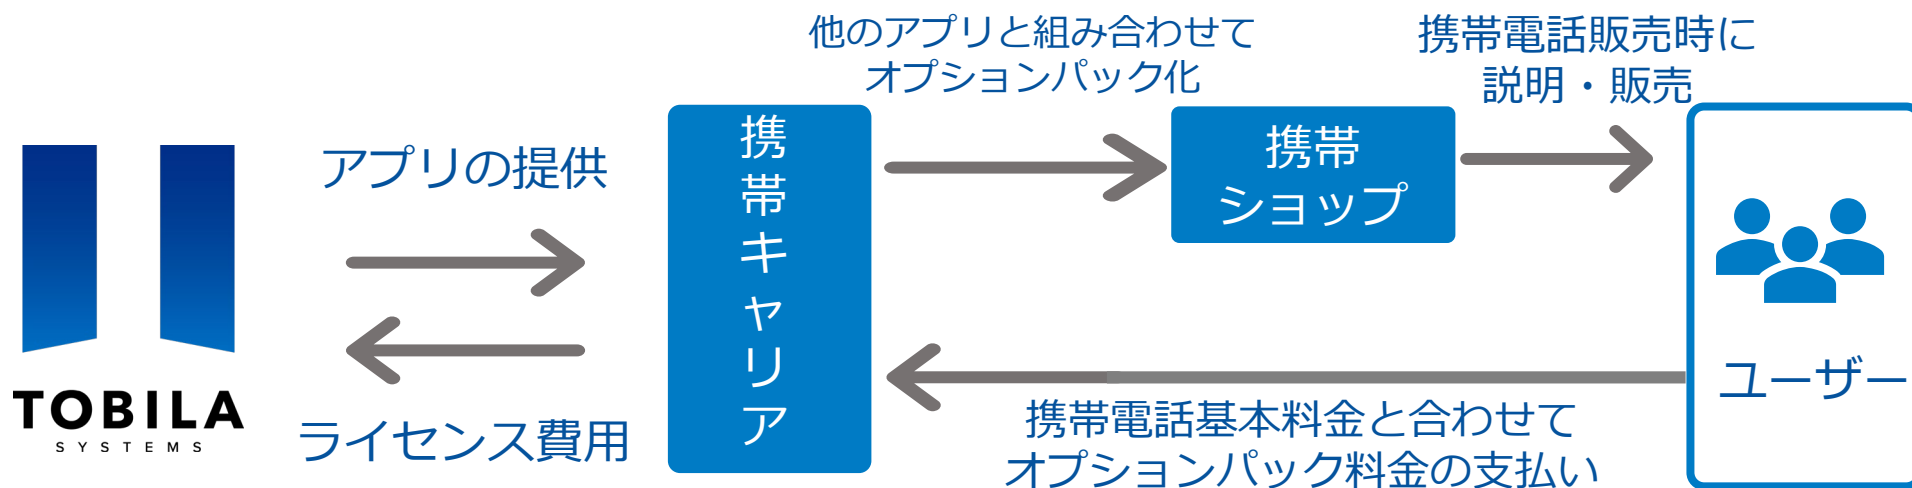 他のアプリと組み合わせて
オプションパック化
携帯電話販売時に
説明・販売
アプリの提供
携帯キャリア
携帯
ショップ
TOBILA
SYSTEMS
ライセンス費用
ユーザー
携帯電話基本料金と合わせて
オプションパック料金の支払い